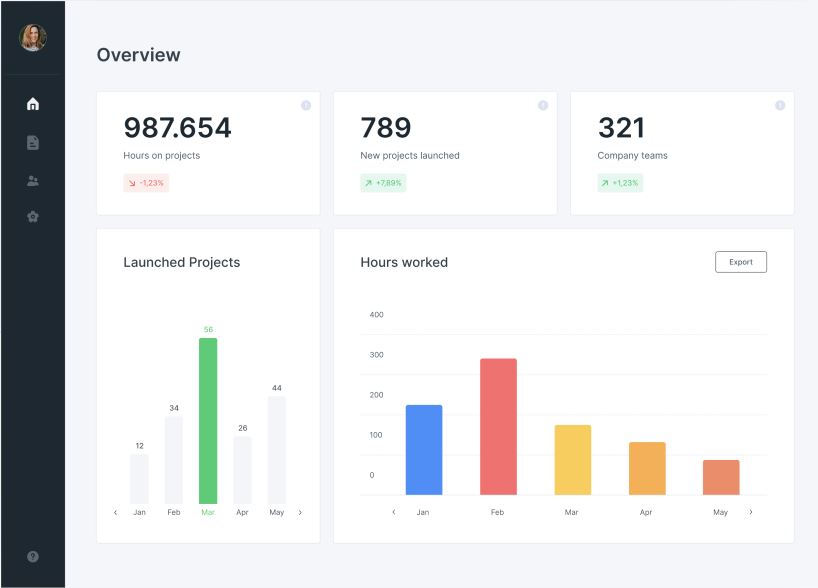 Overview
987.654
Hours on projects
-1,23%
789
New projects launched
+7,89%
321
Company teams
+1,23%
Launched Projects
56
44
34
26
12
Jan Feb Mar Apr May
Hours worked
Export
400
300
200
100
0
Jan Feb Mar Apr May